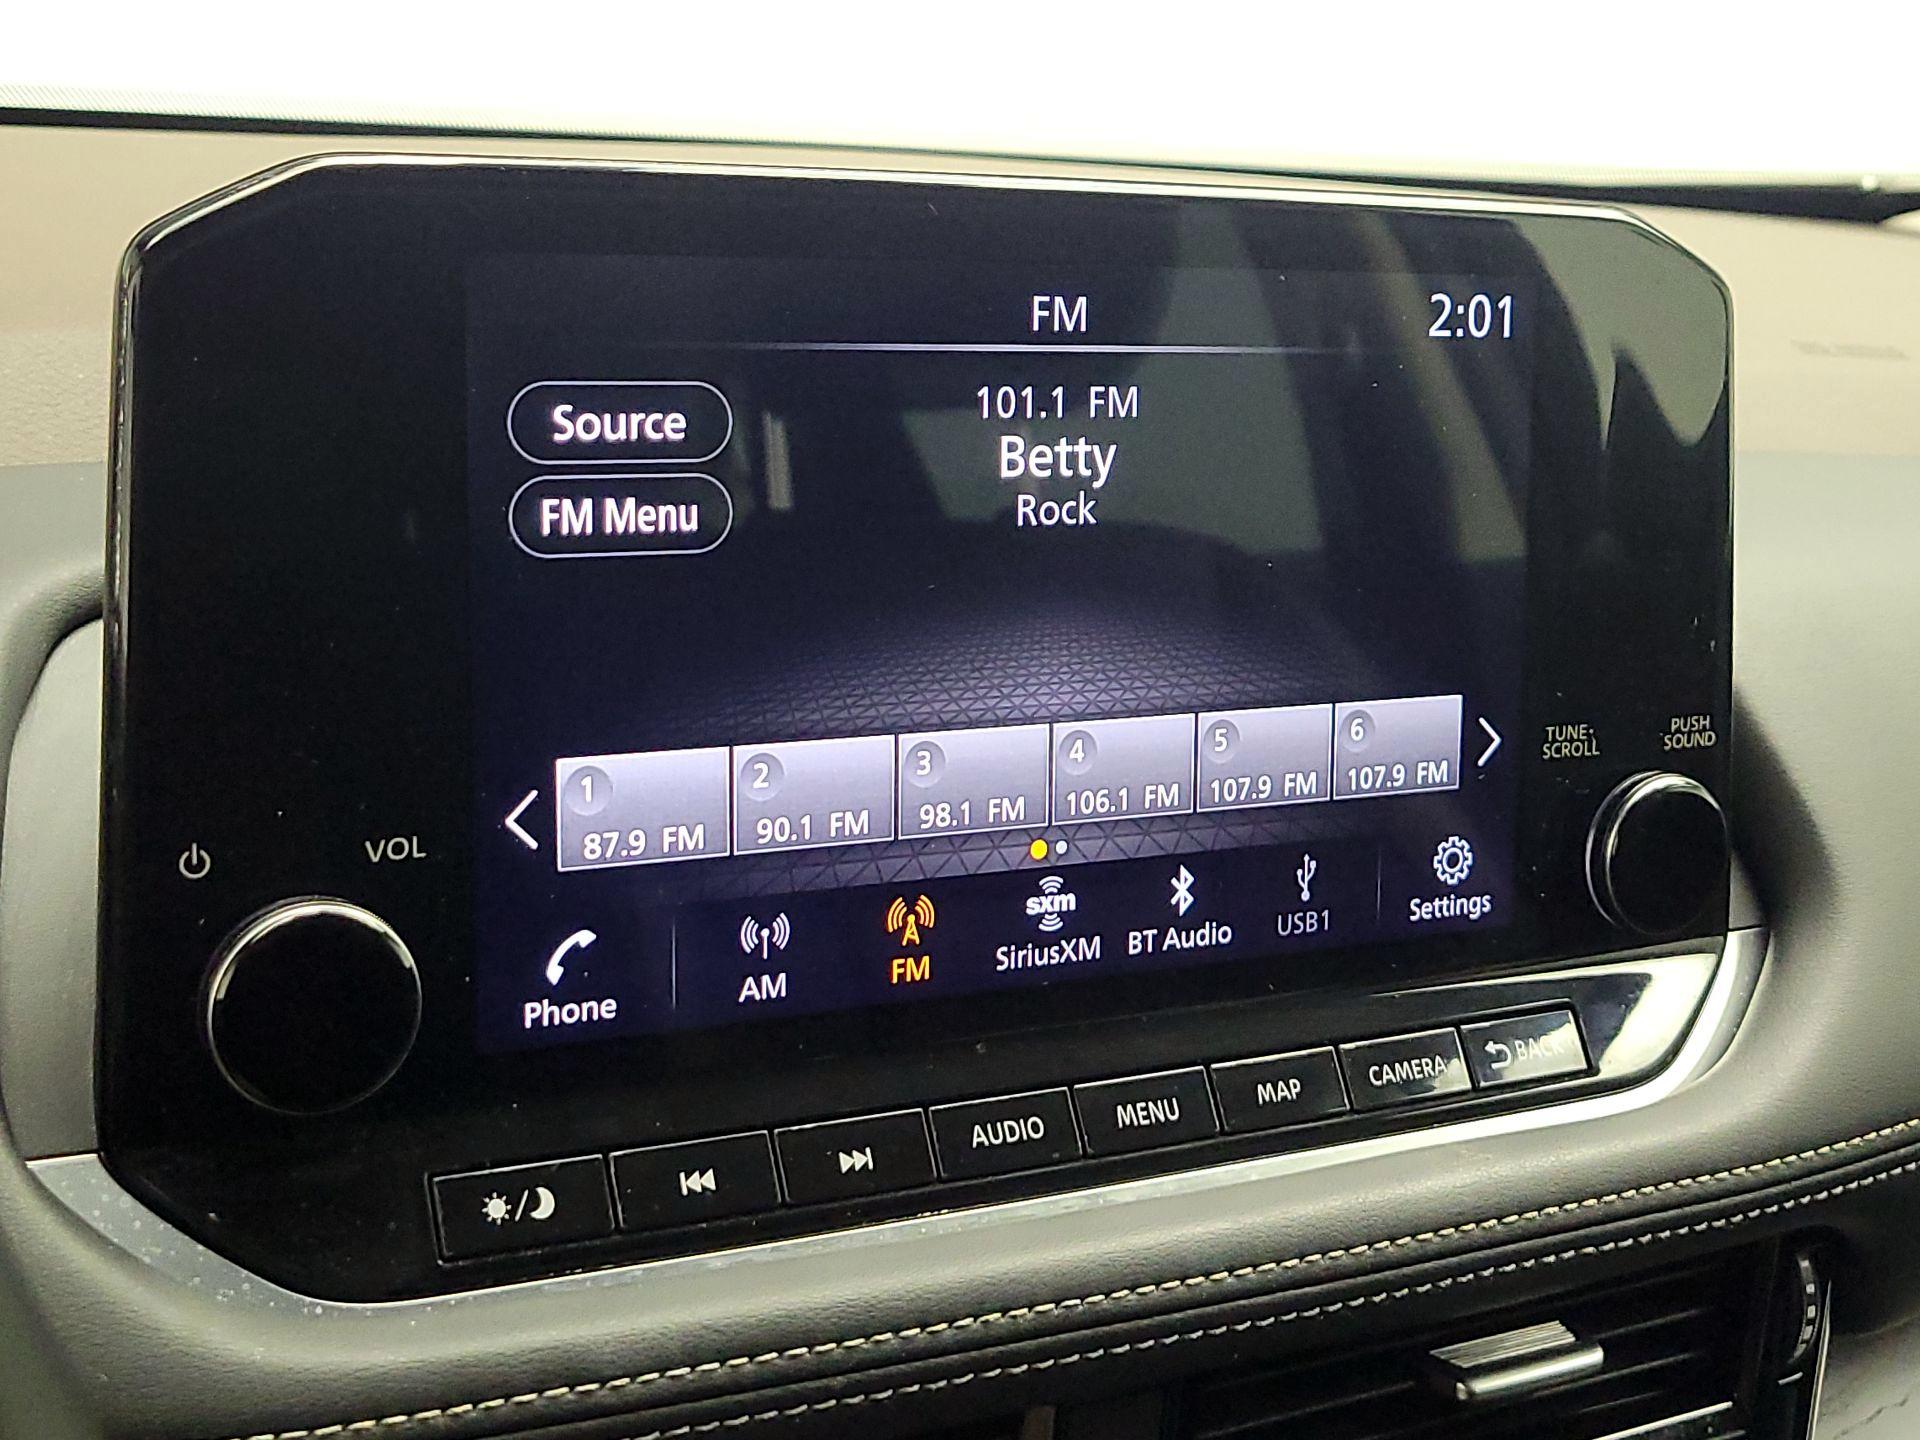 FM
2:01
Source
101.1 FM
Betty
Rock
FM Menu
1
87.9 FM
2
90.1 FM
3
98.1 FM
4
106.1 FM
5
107.9 FM
6
107.9 FM
TUNE·
SCROLL
PUSH
SOUND
VOL
Phone
AM
FM
sxm
SiriusXM
BT Audio
USB1
Settings
AUDIO
MENU
MAP
CAMERA
BACK